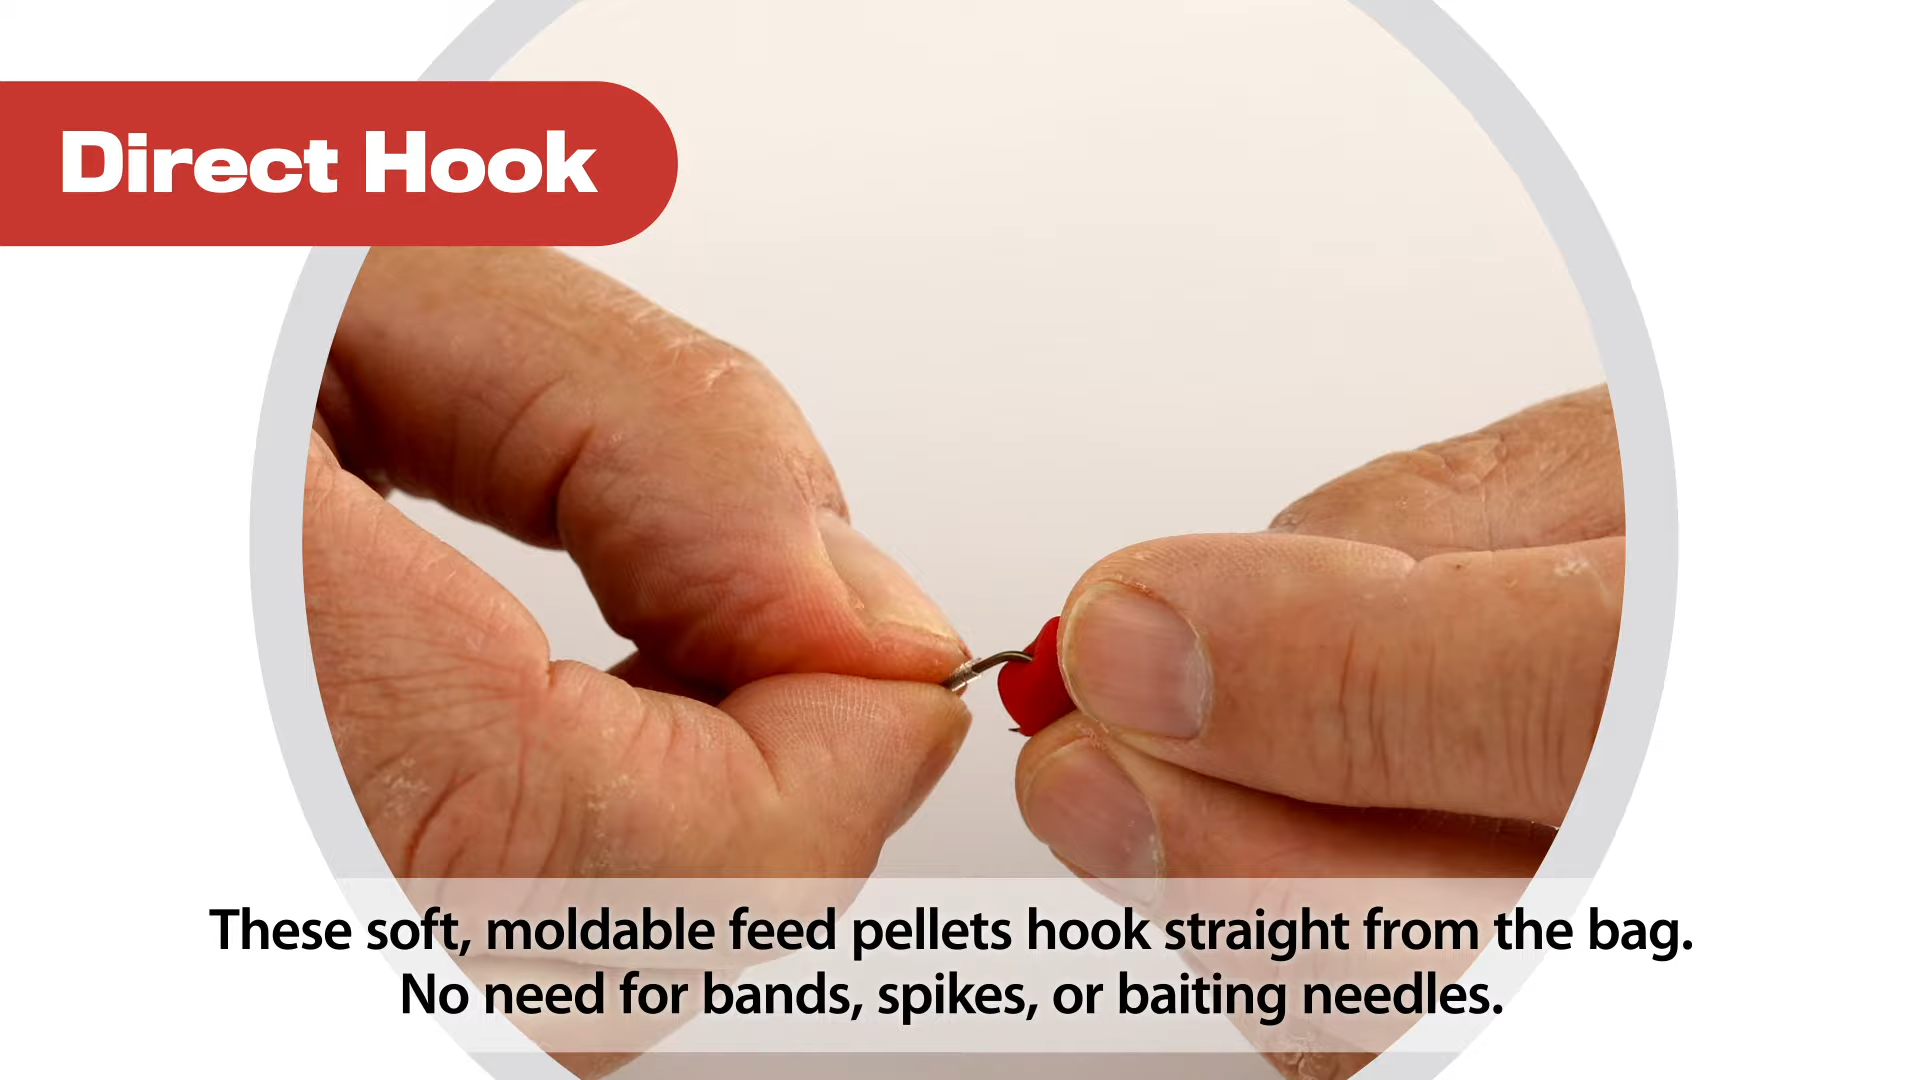 Direct Hook
These soft, moldable feed pellets hook straight from the bag.
No need for bands, spikes, or baiting needles.